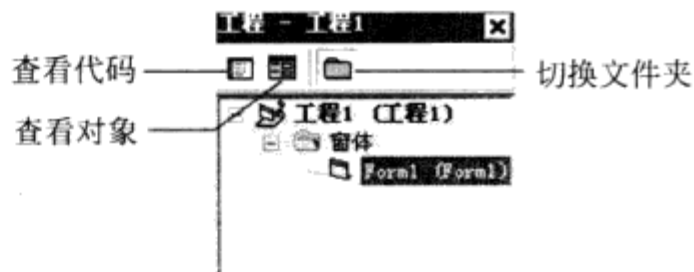 工程 - 工程1
查看代码
切换文件夹
工程1 (工程1)
查看对象
窗体
Form1 (Form1)